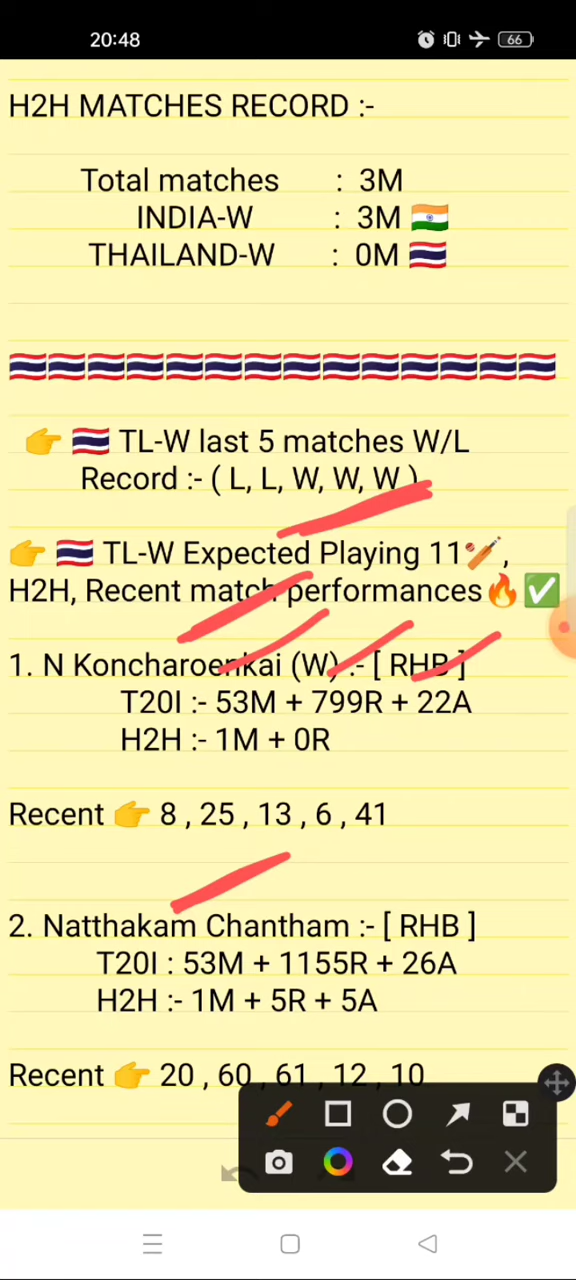 20:48
66
H2H MATCHES RECORD :-
Total matches : 3M
INDIA-W : 3M 🇮🇳
THAILAND-W : 0M 🇹🇭
🇹🇭🇹🇭🇹🇭🇹🇭🇹🇭🇹🇭🇹🇭🇹🇭🇹🇭🇹🇭🇹🇭🇹🇭🇹🇭🇹🇭
👉 🇹🇭 TL-W last 5 matches W/L
Record :- ( L, L, W, W, W )
👉 🇹🇭 TL-W Expected Playing 11🏏,
H2H, Recent match performances🔥✅
1. N Koncharoenkai (W) :- [ RHB ]
T20I :- 53M + 799R + 22A
H2H :- 1M + 0R
Recent 👉 8 , 25 , 13 , 6 , 41
2. Natthakam Chantham :- [ RHB ]
T20I : 53M + 1155R + 26A
H2H :- 1M + 5R + 5A
Recent 👉 20 , 60 , 61 , 12 , 10